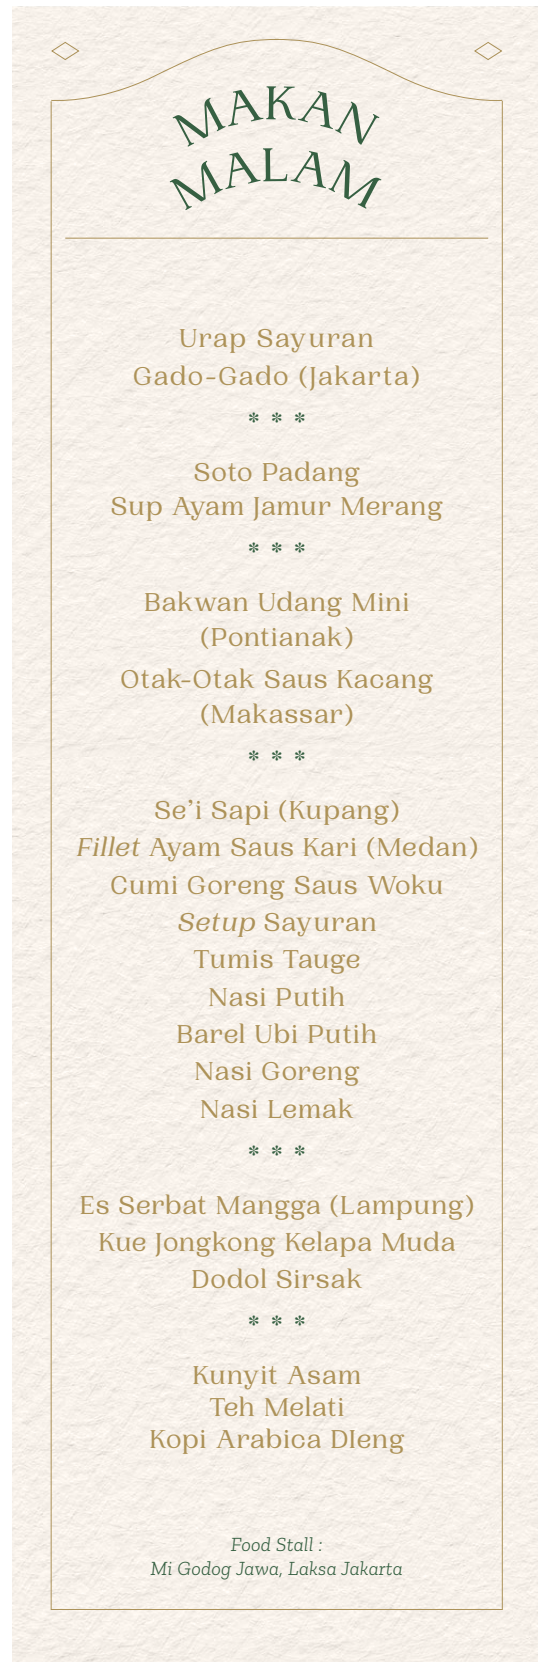 MAKAN
MALAM
Urap Sayuran
Gado-Gado (Jakarta)
* * *
Soto Padang
Sup Ayam Jamur Merang
* * *
Bakwan Udang Mini
(Pontianak)
Otak-Otak Saus Kacang
(Makassar)
* * *
Se’i Sapi (Kupang)
Fillet Ayam Saus Kari (Medan)
Cumi Goreng Saus Woku
Setup Sayuran
Tumis Tauge
Nasi Putih
Barel Ubi Putih
Nasi Goreng
Nasi Lemak
* * *
Es Serbat Mangga (Lampung)
Kue Jongkong Kelapa Muda
Dodol Sirsak
* * *
Kunyit Asam
Teh Melati
Kopi Arabica DIeng
Food Stall :
Mi Godog Jawa, Laksa Jakarta